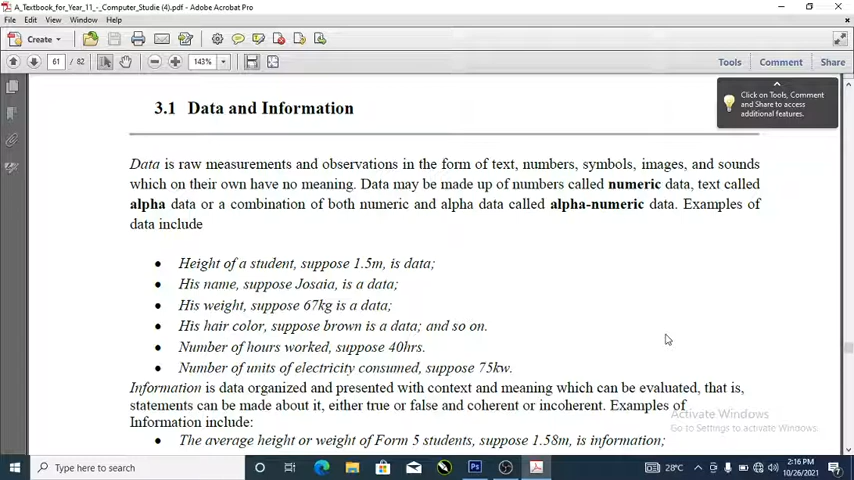 A_Textbook_for_Year_11_-_Computer_Studie (4).pdf - Adobe Acrobat Pro
File Edit View Window Help
Create
61 / 82 143% Tools Comment Share
Click on Tools, Comment
and Share to access
additional features.
3.1 Data and Information
Data is raw measurements and observations in the form of text, numbers, symbols, images, and sounds
which on their own have no meaning. Data may be made up of numbers called numeric data, text called
alpha data or a combination of both numeric and alpha data called alpha-numeric data. Examples of
data include
• Height of a student, suppose 1.5m, is data;
• His name, suppose Josaia, is a data;
• His weight, suppose 67kg is a data;
• His hair color, suppose brown is a data; and so on.
• Number of hours worked, suppose 40hrs.
• Number of units of electricity consumed, suppose 75kw.
Information is data organized and presented with context and meaning which can be evaluated, that is,
statements can be made about it, either true or false and coherent or incoherent. Examples of
Information include:
• The average height or weight of Form 5 students, suppose 1.58m, is information;
Activate Windows
Go to Settings to activate Windows.
Type here to search
28°C
2:16 PM
10/26/2021